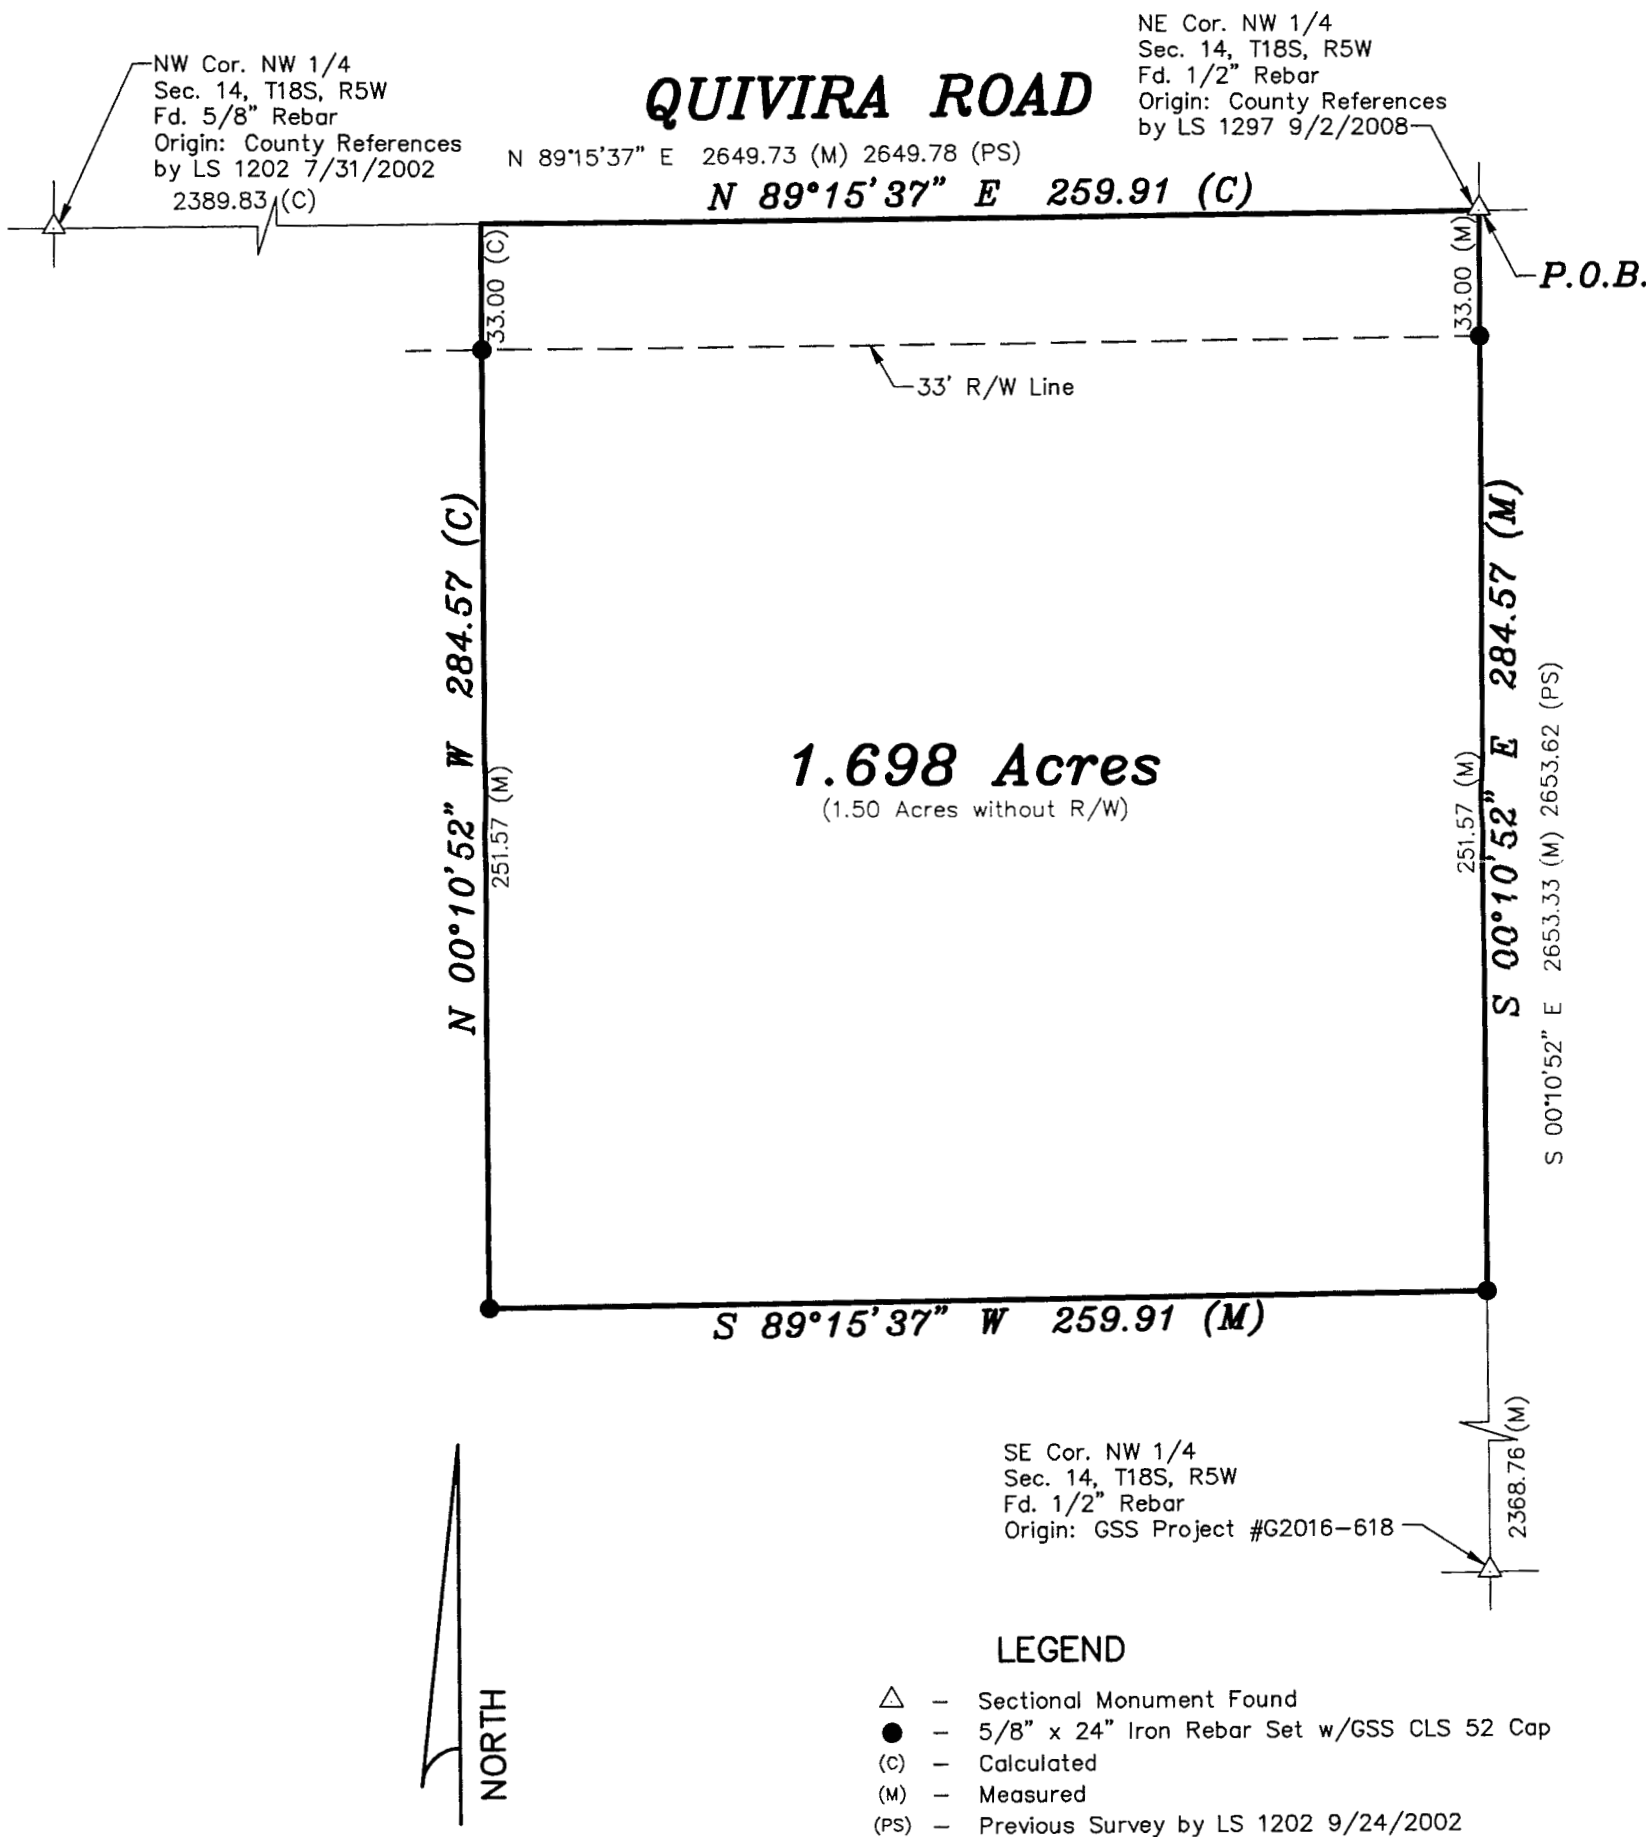 NW Cor. NW 1/4
Sec. 14, T18S, R5W
Fd. 5/8" Rebar
Origin: County References
by LS 1202 7/31/2002
2389.83 (C)
QUIVIRA ROAD
N 89°15'37" E 2649.73 (M) 2649.78 (PS)
N 89°15'37" E 259.91 (C)
NE Cor. NW 1/4
Sec. 14, T18S, R5W
Fd. 1/2" Rebar
Origin: County References
by LS 1297 9/2/2008
P.O.B.
33.00 (C)
33.00 (M)
33' R/W Line
N 00°10'52" W 284.57 (C)
251.57 (M)
1.698 Acres
(1.50 Acres without R/W)
251.57 (M)
S 00°10'52" E 284.57 (M)
S 00°10'52" E 2653.33 (M) 2653.62 (PS)
S 89°15'37" W 259.91 (M)
2368.76 (M)
SE Cor. NW 1/4
Sec. 14, T18S, R5W
Fd. 1/2" Rebar
Origin: GSS Project #G2016-618
NORTH
LEGEND
△ – Sectional Monument Found
● – 5/8" x 24" Iron Rebar Set w/GSS CLS 52 Cap
(C) – Calculated
(M) – Measured
(PS) – Previous Survey by LS 1202 9/24/2002